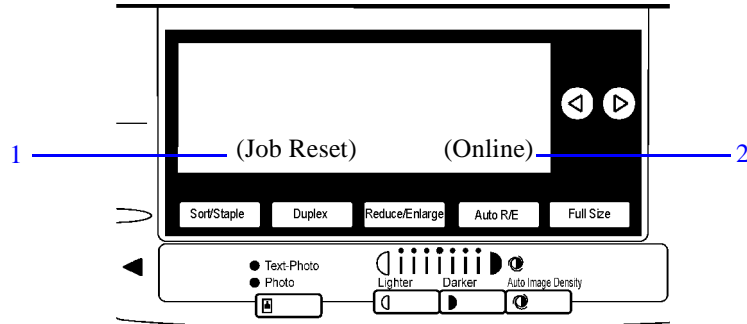 1 (Job Reset) (Online) 2
Sort/Staple Duplex Reduce/Enlarge Auto R/E Full Size
Text-Photo
Photo
Lighter Darker Auto Image Density